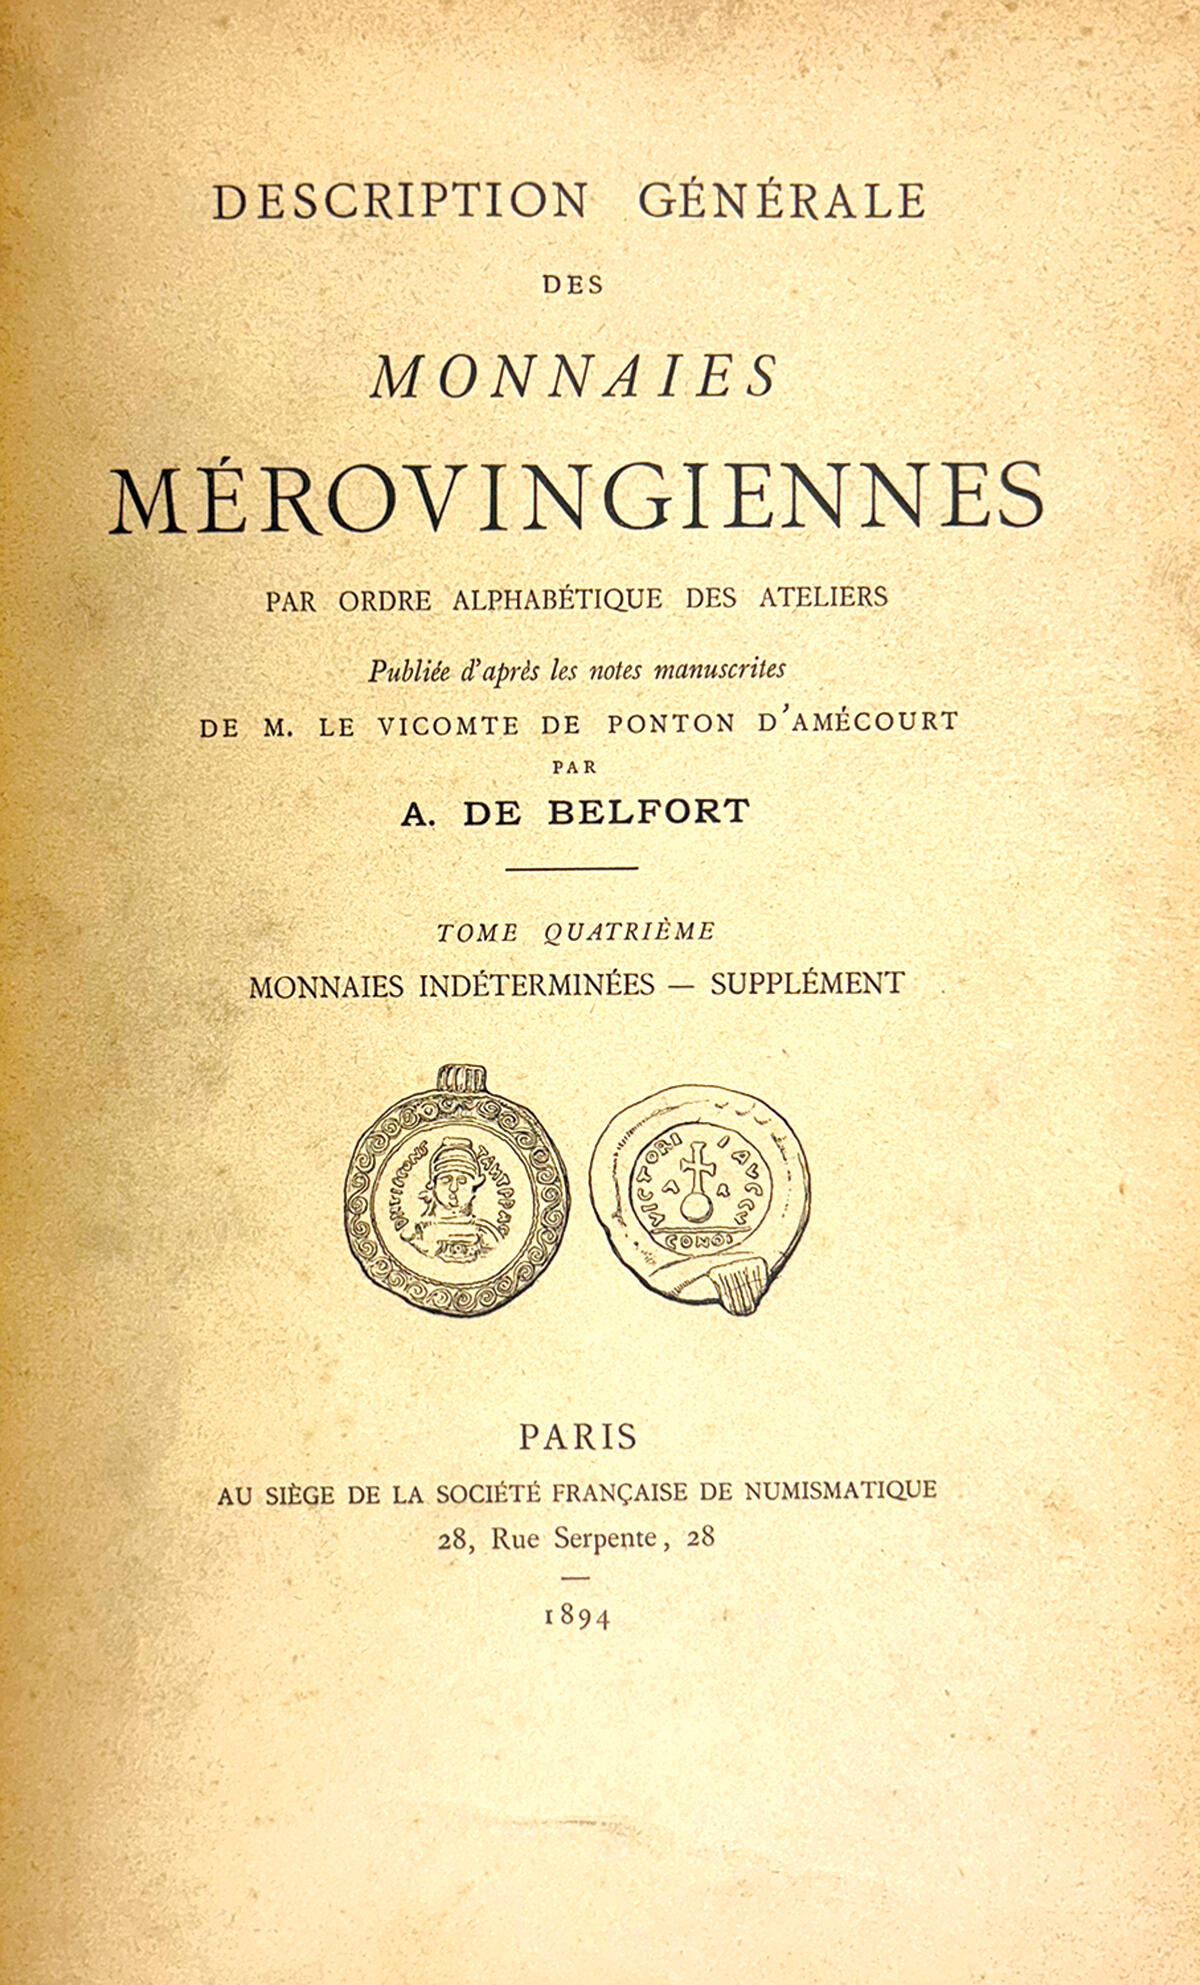 DESCRIPTION GÉNÉRALE
DES
MONNAIES
MÉROVINGIENNES
PAR ORDRE ALPHABÉTIQUE DES ATELIERS
Publiée d'après les notes manuscrites
DE M. LE VICOMTE DE PONTON D'AMÉCOURT
PAR
A. DE BELFORT
TOME QUATRIÈME
MONNAIES INDÉTERMINÉES — SUPPLÉMENT
VICTORI
CONOI
PARIS
AU SIÈGE DE LA SOCIÉTÉ FRANÇAISE DE NUMISMATIQUE
28, Rue Serpente, 28
1894